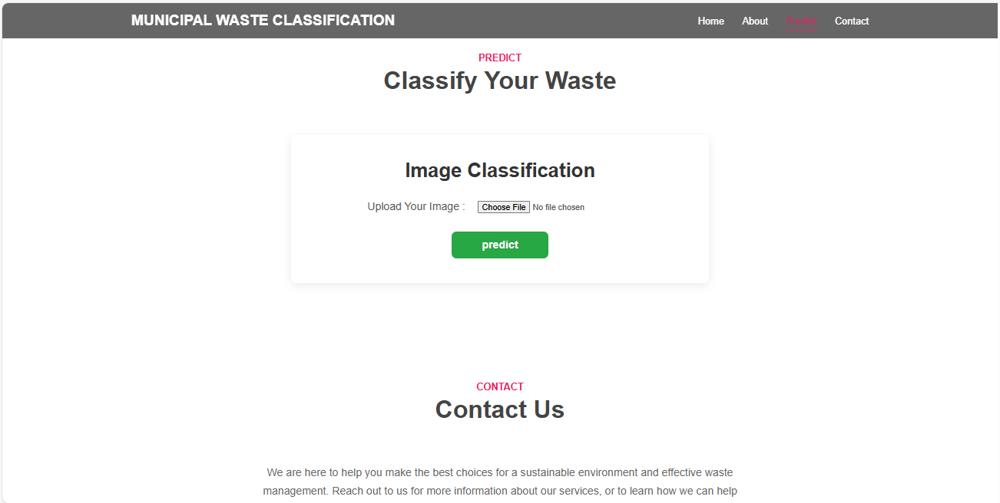 MUNICIPAL WASTE CLASSIFICATION Home About Predict Contact
PREDICT
Classify Your Waste
Image Classification
Upload Your Image : Choose File No file chosen
predict
CONTACT
Contact Us
We are here to help you make the best choices for a sustainable environment and effective waste
management. Reach out to us for more information about our services, or to learn how we can help